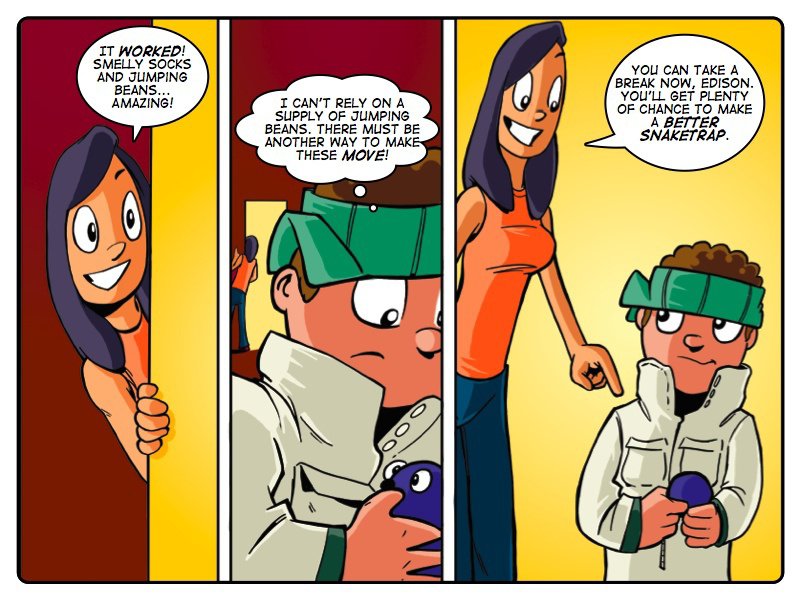 IT WORKED!
SMELLY SOCKS
AND JUMPING
BEANS...
AMAZING!
I CAN'T RELY ON A
SUPPLY OF JUMPING
BEANS. THERE MUST BE
ANOTHER WAY TO MAKE
THESE MOVE!
YOU CAN TAKE A
BREAK NOW, EDISON.
YOU'LL GET PLENTY
OF CHANCE TO MAKE
A BETTER
SNAKETRAP.